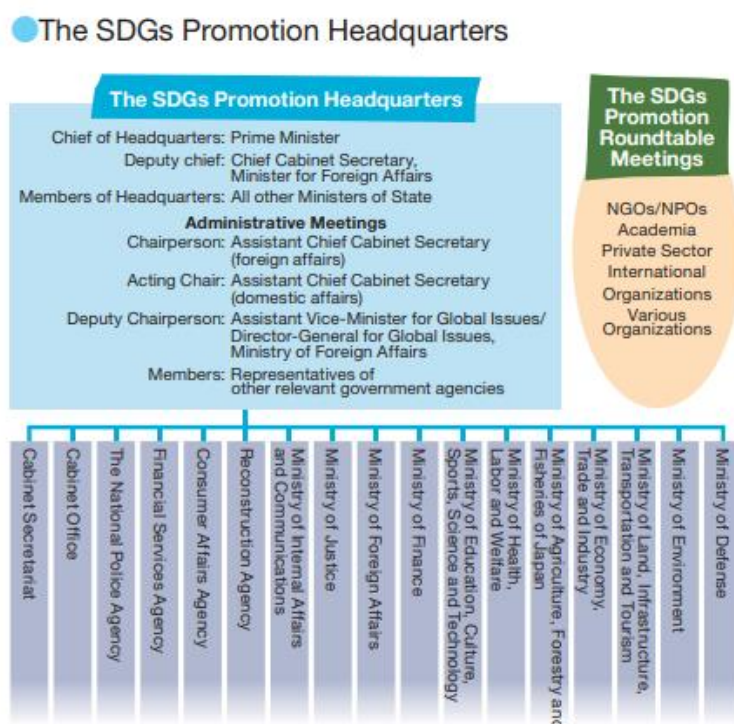 The SDGs Promotion Headquarters
The SDGs Promotion Headquarters
Chief of Headquarters: Prime Minister
Deputy chief: Chief Cabinet Secretary,
Minister for Foreign Affairs
Members of Headquarters: All other Ministers of State
Administrative Meetings
Chairperson: Assistant Chief Cabinet Secretary
(foreign affairs)
Acting Chair: Assistant Chief Cabinet Secretary
(domestic affairs)
Deputy Chairperson: Assistant Vice-Minister for Global Issues/
Director-General for Global Issues,
Ministry of Foreign Affairs
Members: Representatives of
other relevant government agencies
The SDGs
Promotion
Roundtable
Meetings
NGOs/NPOs
Academia
Private Sector
International
Organizations
Various
Organizations
Cabinet Secretariat
Cabinet Office
The National Police Agency
Financial Services Agency
Consumer Affairs Agency
Reconstruction Agency
Ministry of Internal Affairs
and Communications
Ministry of Justice
Ministry of Foreign Affairs
Ministry of Finance
Ministry of Education, Culture,
Sports, Science and Technology
Ministry of Health,
Labor and Welfare
Ministry of Agriculture, Forestry and
Fisheries of Japan
Ministry of Economy,
Trade and Industry
Ministry of Land, Infrastructure,
Transportation and Tourism
Ministry of Environment
Ministry of Defense